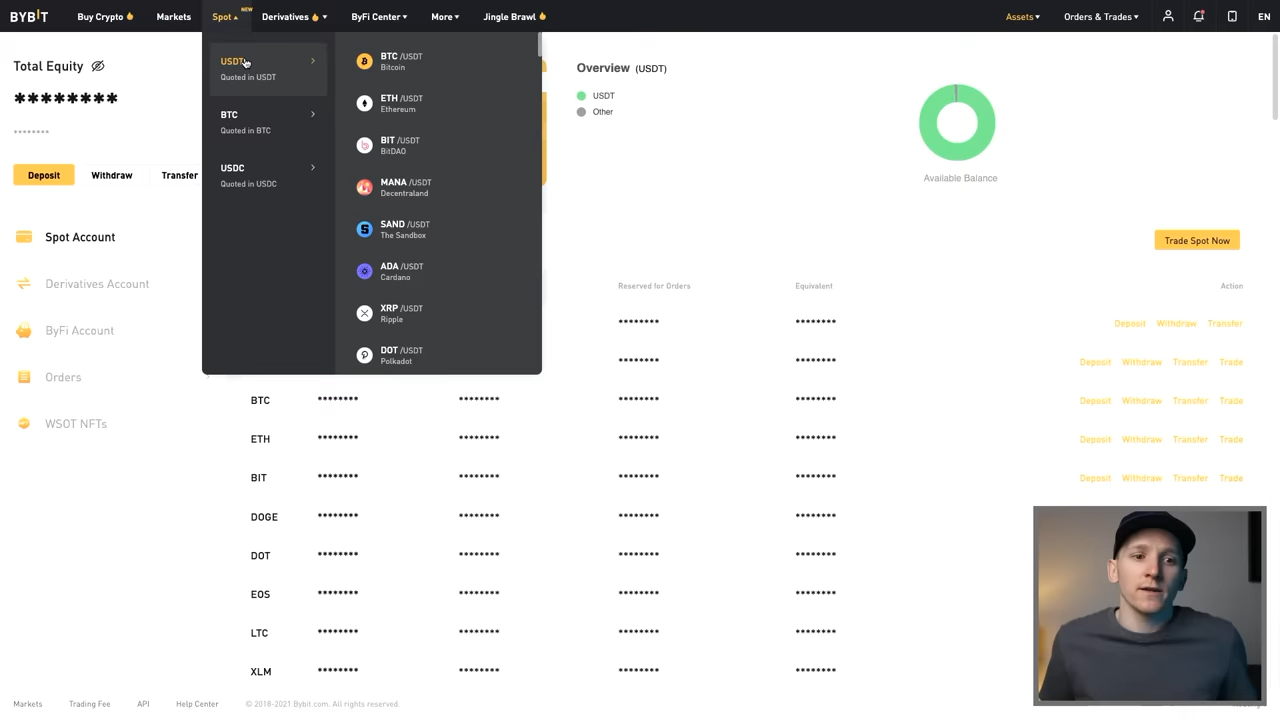 BYBIT Buy Crypto Markets Spot NEW Derivatives ByFi Center More Jingle Brawl Assets Orders & Trades EN
Total Equity
********
********
Deposit Withdraw Transfer
Spot Account
Derivatives Account
ByFi Account
Orders
WSOT NFTs
USDT
Quoted in USDT
BTC
Quoted in BTC
USDC
Quoted in USDC
BTC /USDT
Bitcoin
ETH /USDT
Ethereum
BIT /USDT
BitDAO
MANA /USDT
Decentraland
SAND /USDT
The Sandbox
ADA /USDT
Cardano
XRP /USDT
Ripple
DOT /USDT
Polkadot
Overview (USDT)
USDT
Other
Available Balance
Trade Spot Now
Reserved for Orders Equivalent Action
******** ******** Deposit Withdraw Transfer
******** ******** Deposit Withdraw Transfer Trade
BTC ******** ******** ******** ******** Deposit Withdraw Transfer Trade
ETH ******** ******** ******** ******** Deposit Withdraw Transfer Trade
BIT ******** ******** ******** ******** Deposit Withdraw Transfer Trade
DOGE ******** ******** ******** ********
DOT ******** ******** ******** ********
EOS ******** ******** ******** ********
LTC ******** ******** ******** ********
XLM ******** ******** ******** ********
Markets Trading Fee API Help Center © 2018-2021 Bybit.com. All rights reserved.